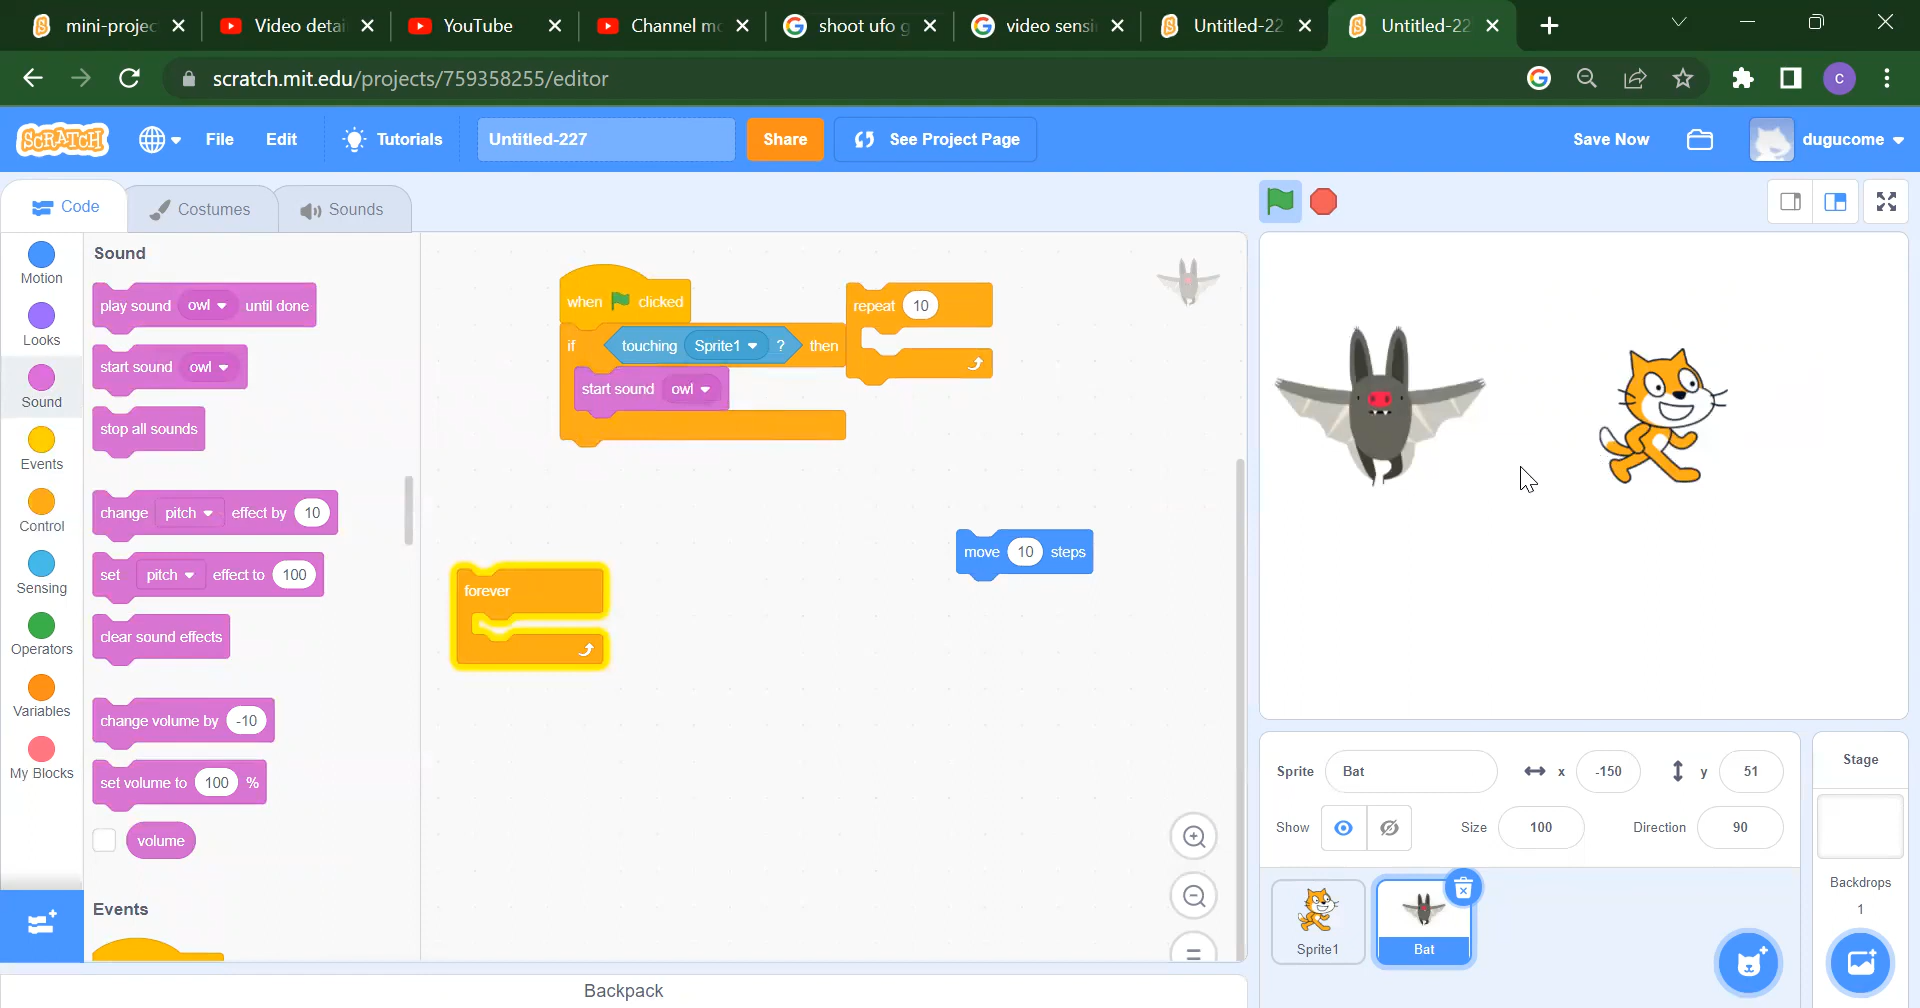 mini-projec
Video detai
YouTube
Channel mo
shoot ufo g
video sensi
Untitled-22
Untitled-22
scratch.mit.edu/projects/759358255/editor
C
SCRATCH
File
Edit
Tutorials
Untitled-227
Share
See Project Page
Save Now
dugucome
Code
Costumes
Sounds
Motion
Looks
Sound
Events
Control
Sensing
Operators
Variables
My Blocks
Sound
play sound owl until done
start sound owl
stop all sounds
change pitch effect by 10
set pitch effect to 100
clear sound effects
change volume by -10
set volume to 100 %
volume
Events
when clicked
if touching Sprite1 ? then
start sound owl
repeat 10
move 10 steps
forever
Backpack
Sprite Bat x -150 y 51
Show Size 100 Direction 90
Sprite1
Bat
Stage
Backdrops
1